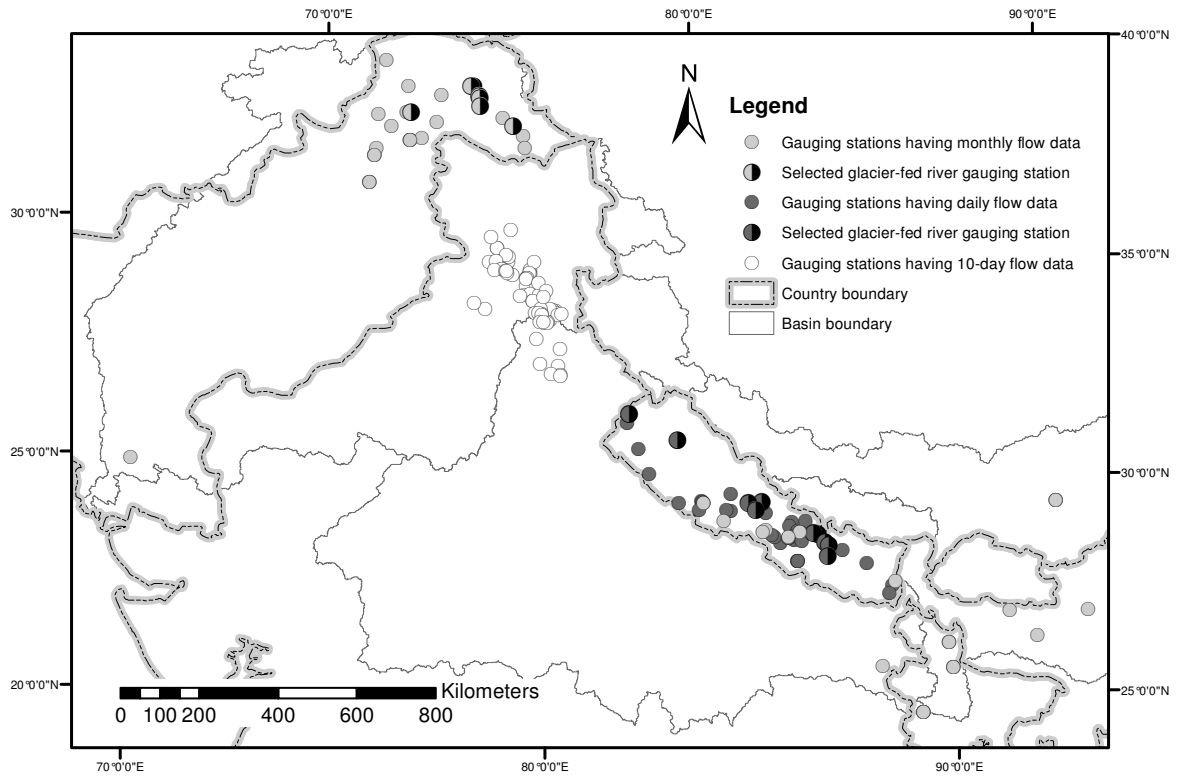 70°0'0"E
80°0'0"E
90°0'0"E
40°0'0"N
N
Legend
Gauging stations having monthly flow data
Selected glacier-fed river gauging station
Gauging stations having daily flow data
Selected glacier-fed river gauging station
Gauging stations having 10-day flow data
Country boundary
Basin boundary
30°0'0"N
35°0'0"N
25°0'0"N
30°0'0"N
20°0'0"N
25°0'0"N
Kilometers
0 100 200 400 600 800
70°0'0"E
80°0'0"E
90°0'0"E